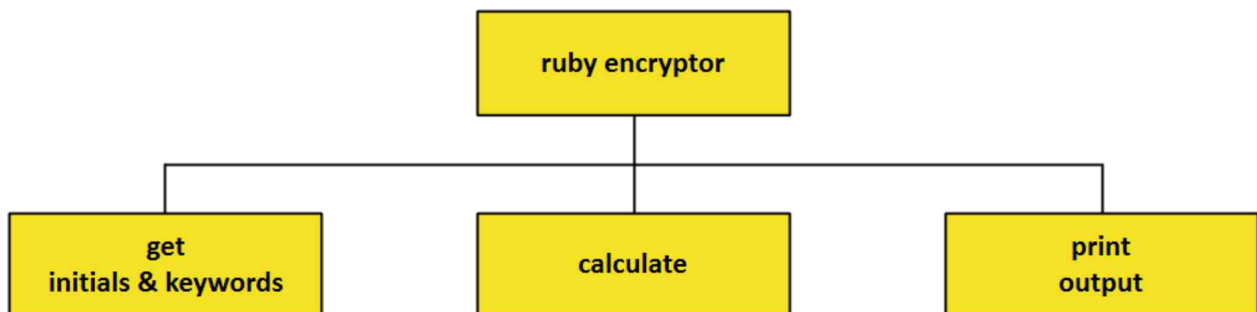 ruby encryptor
get
initials & keywords
calculate
print
output